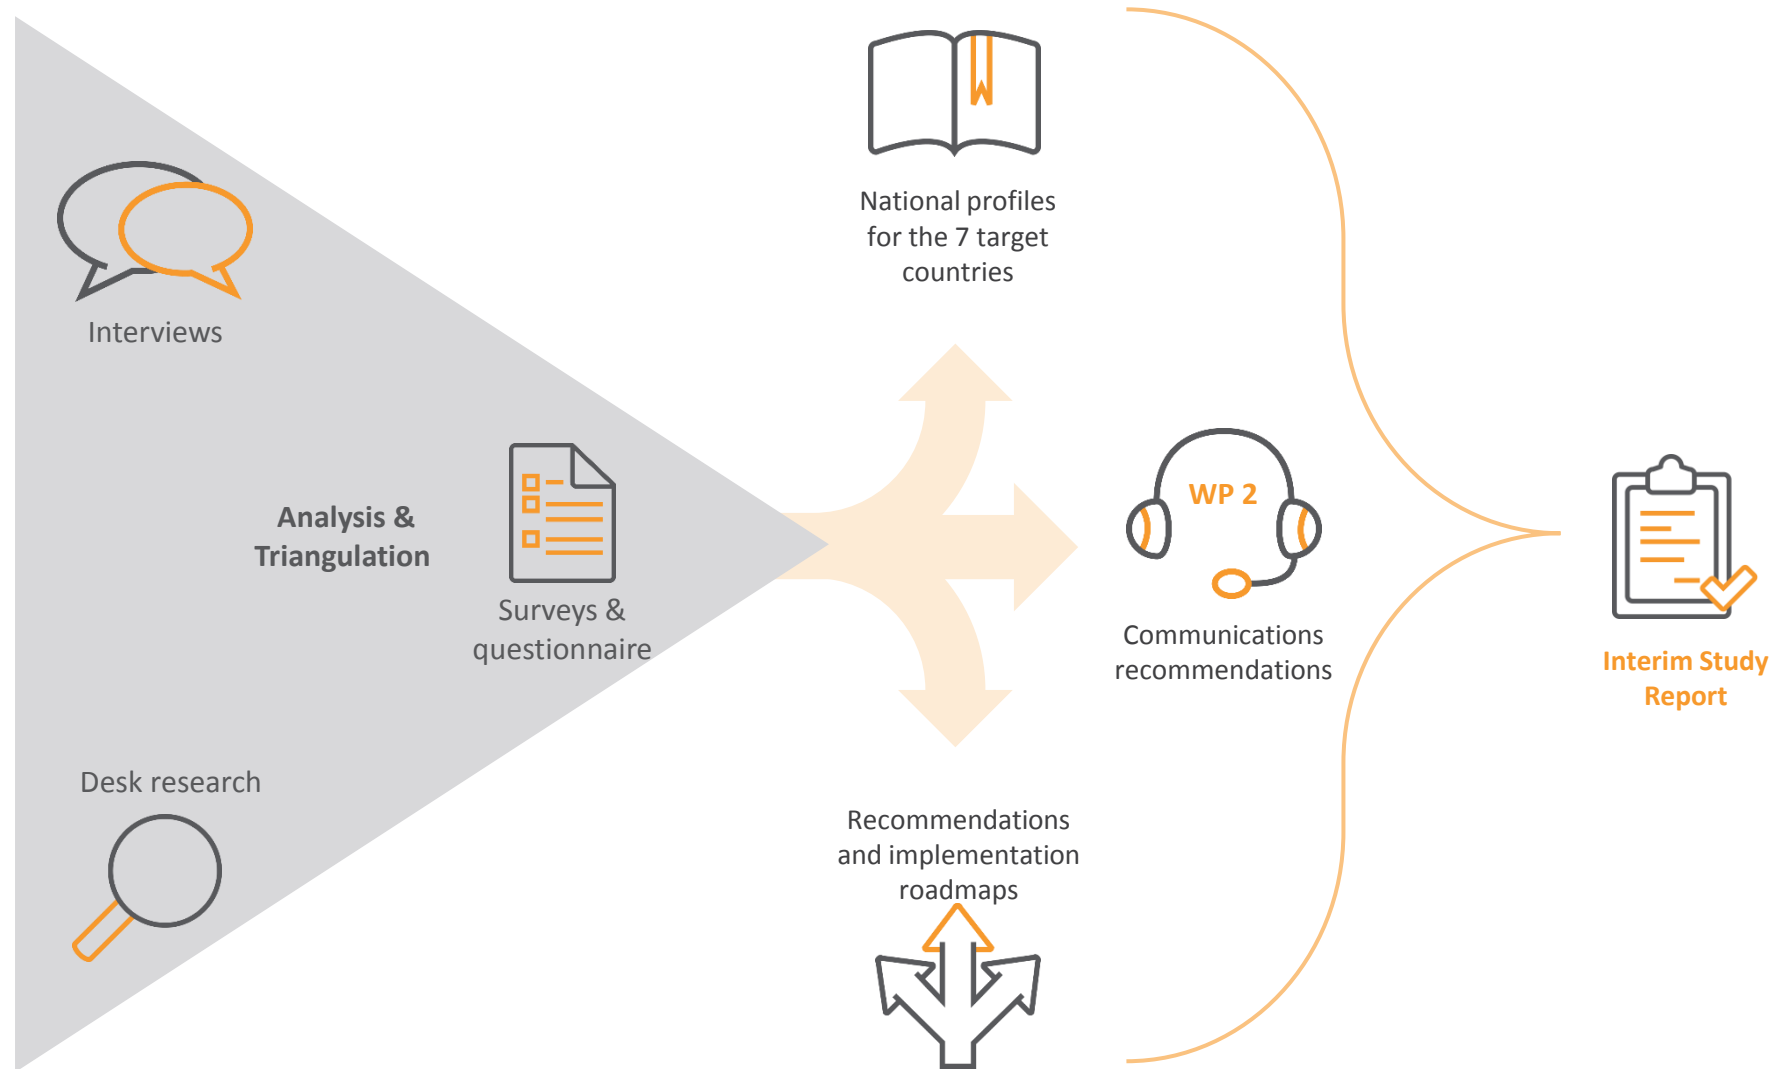 Interviews
Analysis &
Triangulation
Surveys &
questionnaire
Desk research
National profiles
for the 7 target
countries
WP 2
Communications
recommendations
Recommendations
and implementation
roadmaps
Interim Study
Report